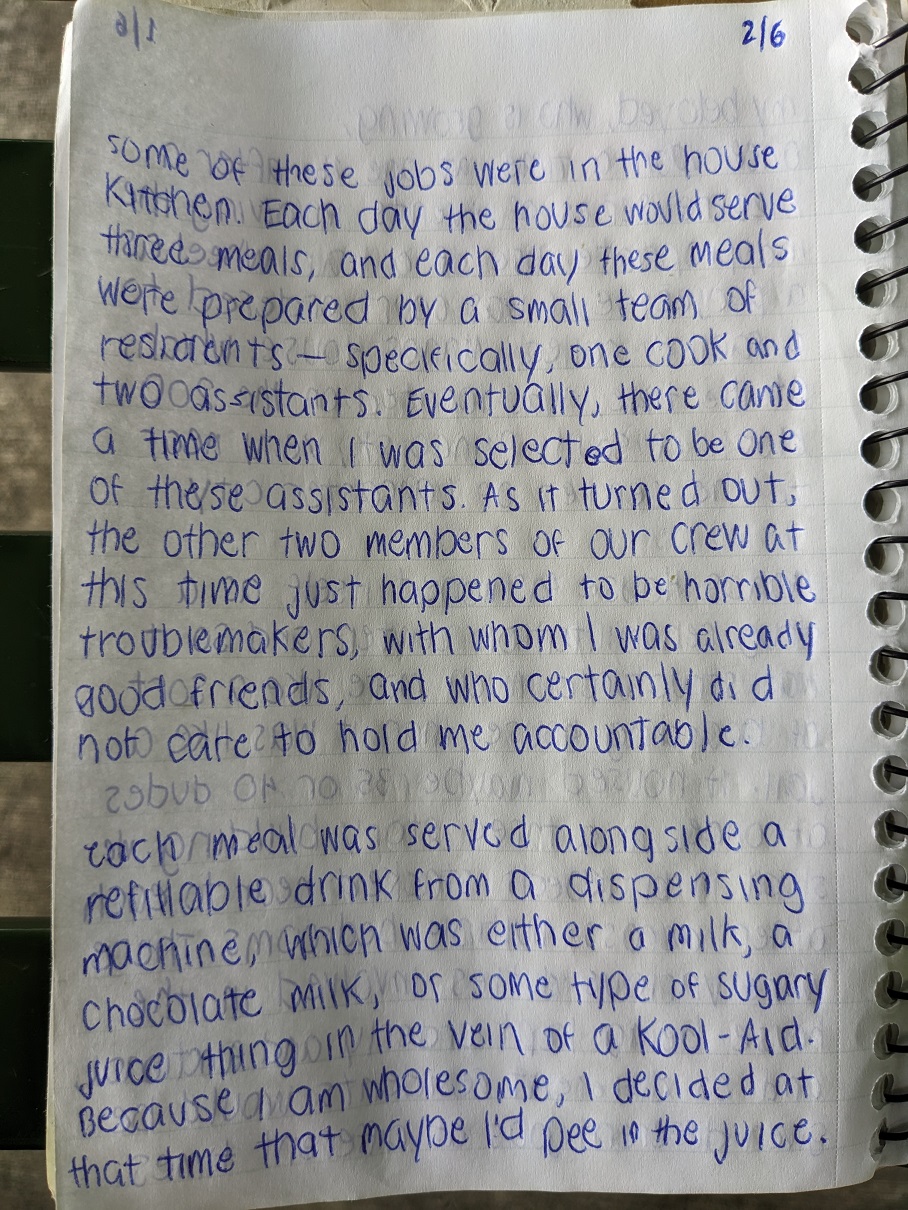 2/6
some of these jobs were in the house
Kitchen. Each day the house would serve
three meals, and each day these meals
were prepared by a small team of
residents – specifically, one cook and
two assistants. Eventually, there came
a time when I was selected to be one
of these assistants. As it turned out,
the other two members of our crew at
this time just happened to be horrible
troublemakers, with whom I was already
good friends, and who certainly did
not care to hold me accountable.
each meal was served alongside a
refillable drink from a dispensing
machine, which was either a milk, a
chocolate milk, or some type of sugary
juice thing in the vein of a Kool-Aid.
Because I am wholesome, I decided at
that time that maybe I'd pee in the juice.